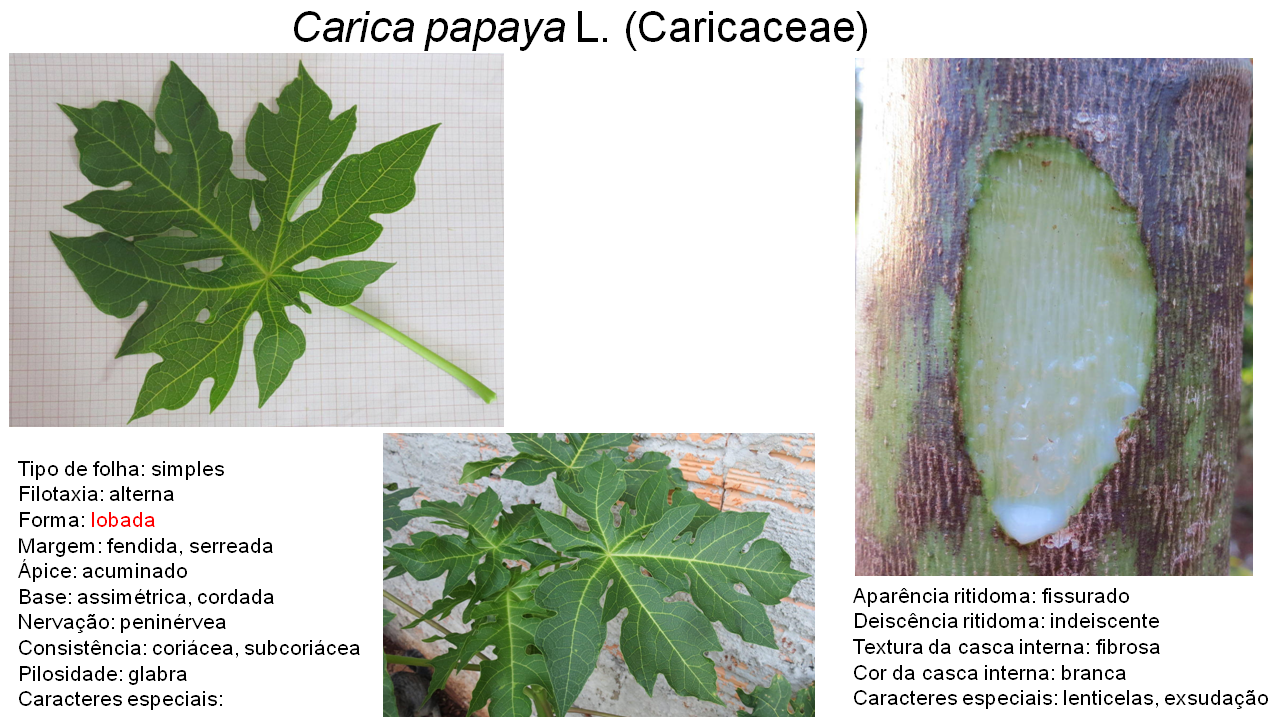 Carica papaya L. (Caricaceae)
Tipo de folha: simples
Filotaxia: alterna
Forma: lobada
Margem: fendida, serreada
Ápice: acuminado
Base: assimétrica, cordada
Nervação: peninérvea
Consistência: coriácea, subcoriácea
Pilosidade: glabra
Caracteres especiais:
Aparência ritidoma: fissurado
Deiscência ritidoma: indeiscente
Textura da casca interna: fibrosa
Cor da casca interna: branca
Caracteres especiais: lenticelas, exsudação